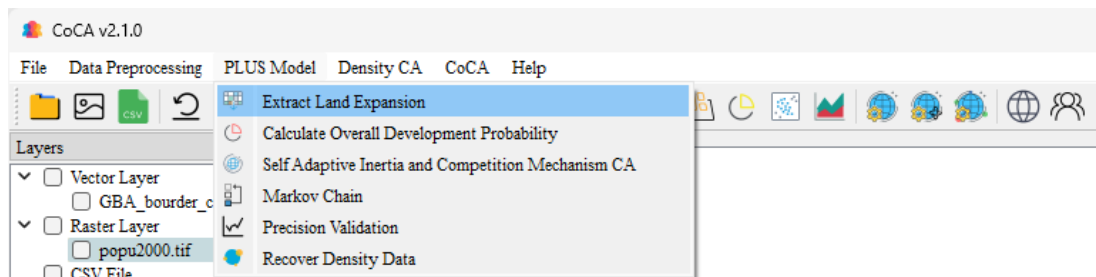 CoCA v2.1.0
File Data Preprocessing PLUS Model Density CA CoCA Help
CSV
Extract Land Expansion
Calculate Overall Development Probability
Layers
Self Adaptive Inertia and Competition Mechanism CA
Vector Layer
GBA_bourder_c
Markov Chain
Raster Layer
Precision Validation
popu2000.tif
Recover Density Data
CSV File